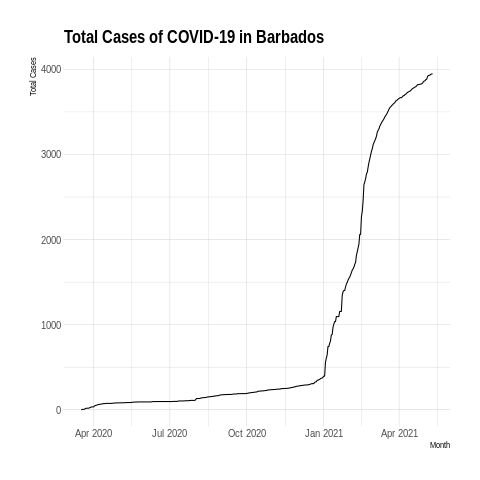 Total Cases of COVID-19 in Barbados
Total Cases
4000
3000
2000
1000
0
Apr 2020 Jul 2020 Oct 2020 Jan 2021 Apr 2021
Month